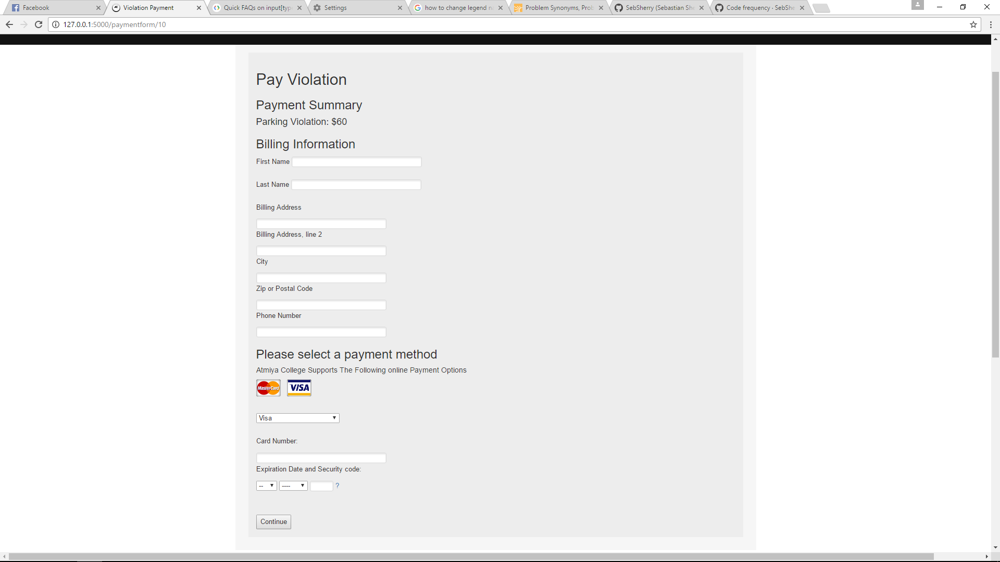 Facebook
Violation Payment
Quick FAQs on input[typ
Settings
how to change legend n
Problem Synonyms, Prob
SebSherry (Sebastian She
Code frequency · SebShe
127.0.0.1:5000/paymentform/10
Pay Violation
Payment Summary
Parking Violation: $60
Billing Information
First Name
Last Name
Billing Address
Billing Address, line 2
City
Zip or Postal Code
Phone Number
Please select a payment method
Atmiya College Supports The Following online Payment Options
MasterCard VISA
Visa
Card Number:
Expiration Date and Security code:
-- ---- ?
Continue